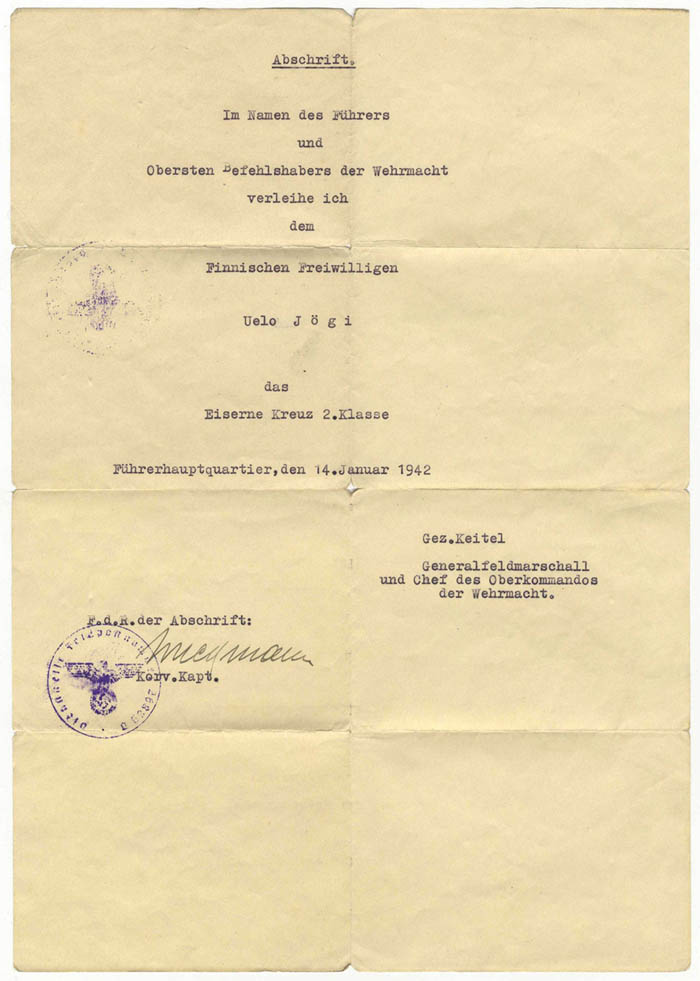 Abschrift.
Im Namen des Führers
und
Obersten Befehlshabers der Wehrmacht
verleihe ich
dem
Finnischen Freiwilligen
Uelo J ö g i
das
Eiserne Kreuz 2.Klasse
Führerhauptquartier,den 14.Januar 1942
Gez.Keitel
Generalfeldmarschall
und Chef des Oberkommandos
der Wehrmacht.
F.d.R.der Abschrift:
Korv.Kapt.